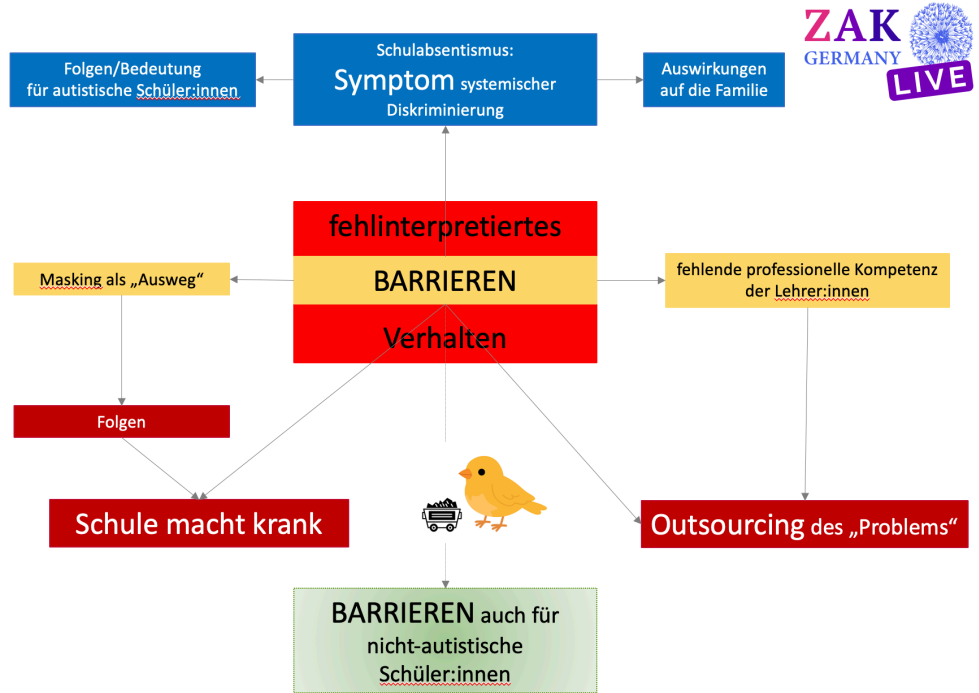 ZAK
GERMANY
LIVE
Folgen/Bedeutung
für autistische Schüler:innen
Schulabsentismus:
Symptom systemischer
Diskriminierung
Auswirkungen
auf die Familie
fehlinterpretiertes
BARRIEREN
Verhalten
Masking als „Ausweg“
fehlende professionelle Kompetenz
der Lehrer:innen
Folgen
Schule macht krank
Outsourcing des „Problems“
BARRIEREN auch für
nicht-autistische
Schüler:innen